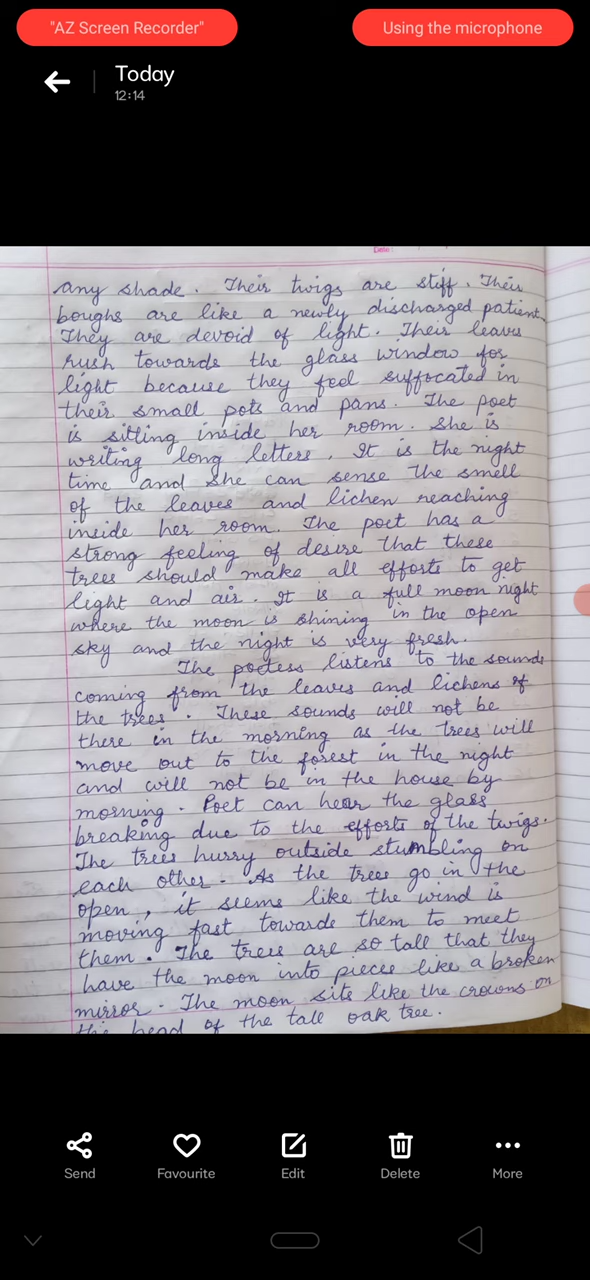 "AZ Screen Recorder"
Using the microphone
Today
12:14
Date
any shade. Their twigs are stiff. Their
boughs are like a newly discharged patient.
They are devoid of light. Their leaves
rush towards the glass window for
light because they feel suffocated in
their small pots and pans. The poet
is sitting inside her room. She is
writing long letters. It is the night
time and she can sense the smell
of the leaves and lichen reaching
inside her room. The poet has a
strong feeling of desire that these
trees should make all efforts to get
light and air. It is a full moon night
where the moon is shining in the open
sky and the night is very fresh.
The poetess listens to the sounds
coming from the leaves and lichens of
the trees. These sounds will not be
there in the morning as the trees will
move out to the forest in the night
and will not be in the house by
morning. Poet can hear the glass
breaking due to the efforts of the twigs.
The trees hurry outside stumbling on
each other. As the trees go in the
open, it seems like the wind is
moving fast towards them to meet
them. The trees are so tall that they
have the moon into pieces like a broken
mirror. The moon sits like the crowns on
the head of the tall oak tree.
Send
Favourite
Edit
Delete
More